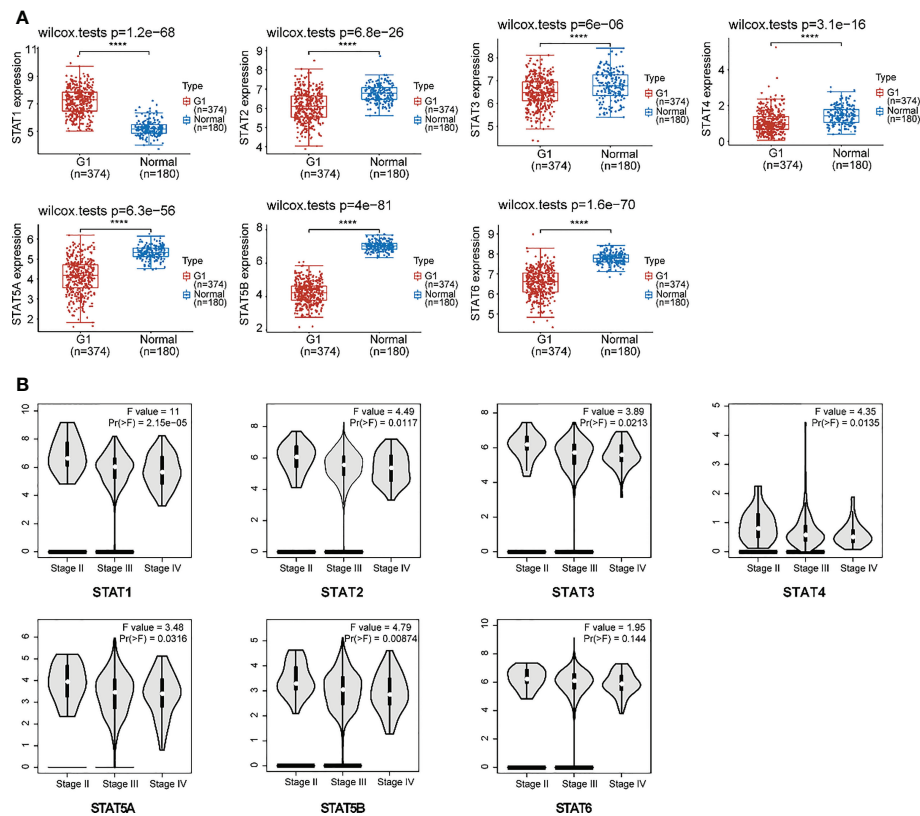 A
wilcox.tests p=1.2e−68
****
STAT1 expression
11
9
7
5
G1
(n=374)
Normal
(n=180)
Type
G1
(n=374)
Normal
(n=180)
wilcox.tests p=6.8e−26
****
STAT2 expression
9
8
7
6
5
4
G1
(n=374)
Normal
(n=180)
Type
G1
(n=374)
Normal
(n=180)
wilcox.tests p=6e−06
****
STAT3 expression
8
7
6
5
G1
(n=374)
Normal
(n=180)
Type
G1
(n=374)
Normal
(n=180)
wilcox.tests p=3.1e−16
****
STAT4 expression
4
2
0
G1
(n=374)
Normal
(n=180)
Type
G1
(n=374)
Normal
(n=180)
wilcox.tests p=6.3e−56
****
STAT5A expression
6
5
4
3
2
G1
(n=374)
Normal
(n=180)
Type
G1
(n=374)
Normal
(n=180)
wilcox.tests p=4e−81
****
STAT5B expression
8
6
4
2
G1
(n=374)
Normal
(n=180)
Type
G1
(n=374)
Normal
(n=180)
wilcox.tests p=1.6e−70
****
STAT6 expression
9
8
7
6
5
G1
(n=374)
Normal
(n=180)
Type
G1
(n=374)
Normal
(n=180)
B
F value = 11
Pr(>F) = 2.15e−05
10
8
6
4
2
0
Stage II Stage III Stage IV
STAT1
F value = 4.49
Pr(>F) = 0.0117
8
6
4
2
0
Stage II Stage III Stage IV
STAT2
F value = 3.89
Pr(>F) = 0.0213
8
6
4
2
0
Stage II Stage III Stage IV
STAT3
F value = 4.35
Pr(>F) = 0.0135
5
4
3
2
1
0
Stage II Stage III Stage IV
STAT4
F value = 3.48
Pr(>F) = 0.0316
6
5
4
3
2
1
0
Stage II Stage III Stage IV
STAT5A
F value = 4.79
Pr(>F) = 0.00874
6
5
4
3
2
1
0
Stage II Stage III Stage IV
STAT5B
F value = 1.95
Pr(>F) = 0.144
10
8
6
4
2
0
Stage II Stage III Stage IV
STAT6